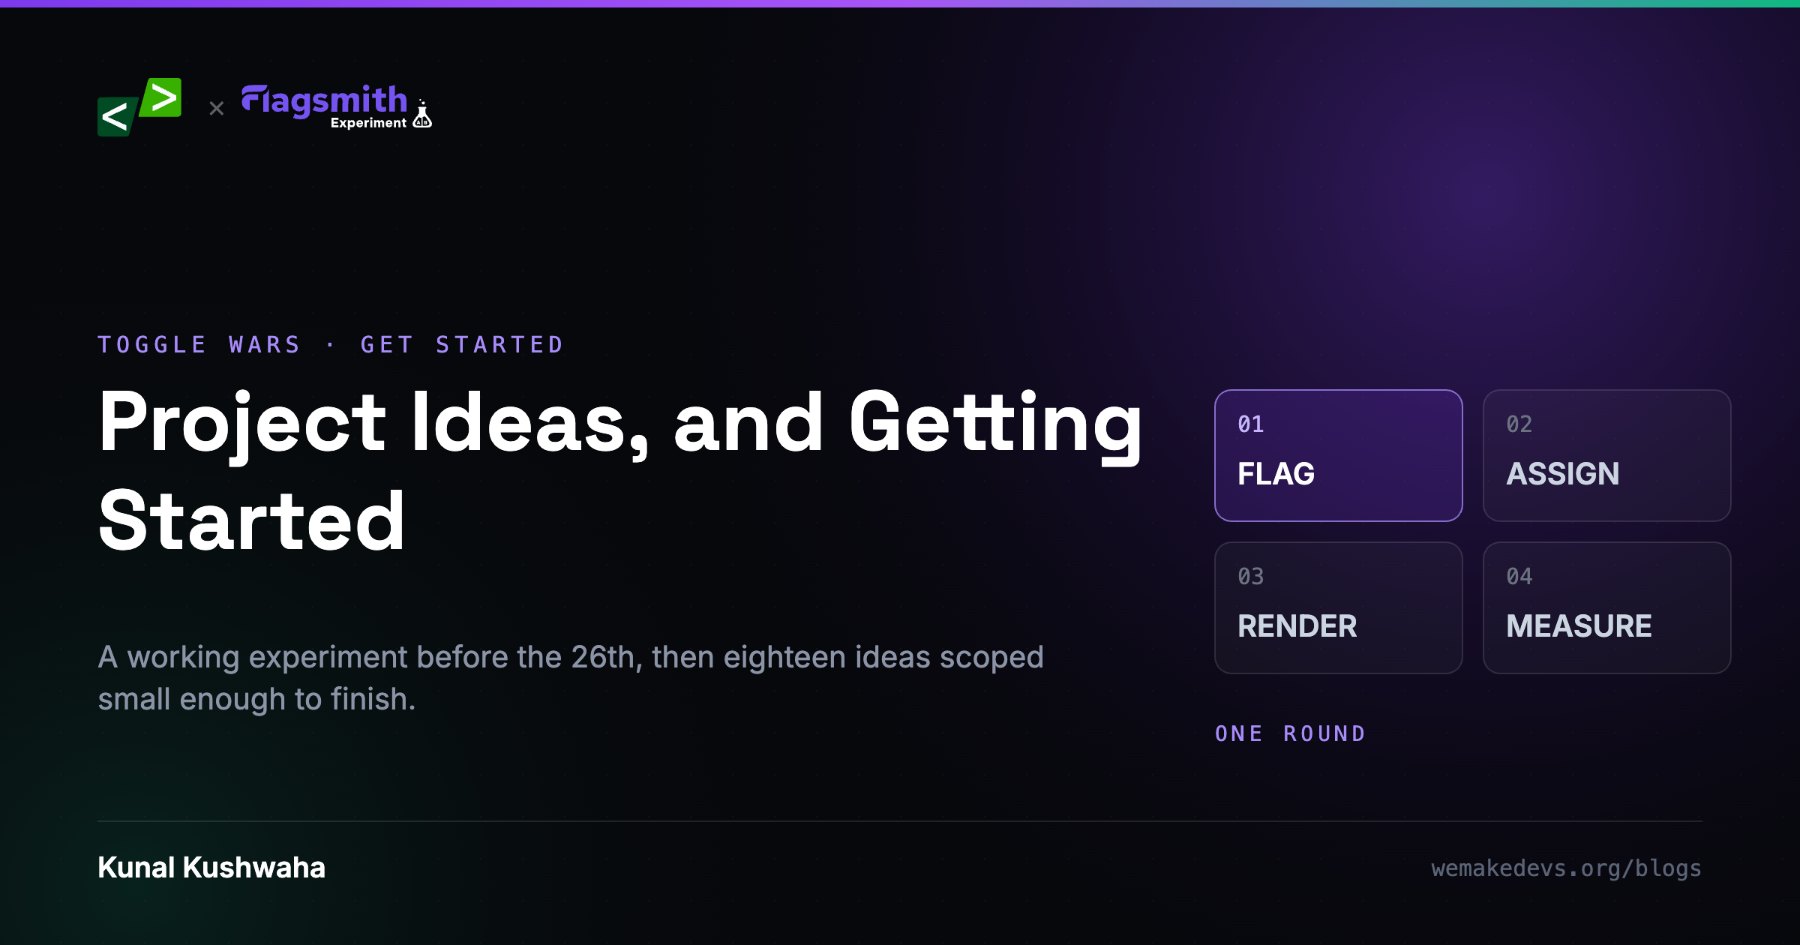 < >
× Flagsmith
Experiment
TOGGLE WARS · GET STARTED
Project Ideas, and Getting
Started
A working experiment before the 26th, then eighteen ideas scoped
small enough to finish.
01
FLAG
02
ASSIGN
03
RENDER
04
MEASURE
ONE ROUND
Kunal Kushwaha
wemakedevs.org/blogs